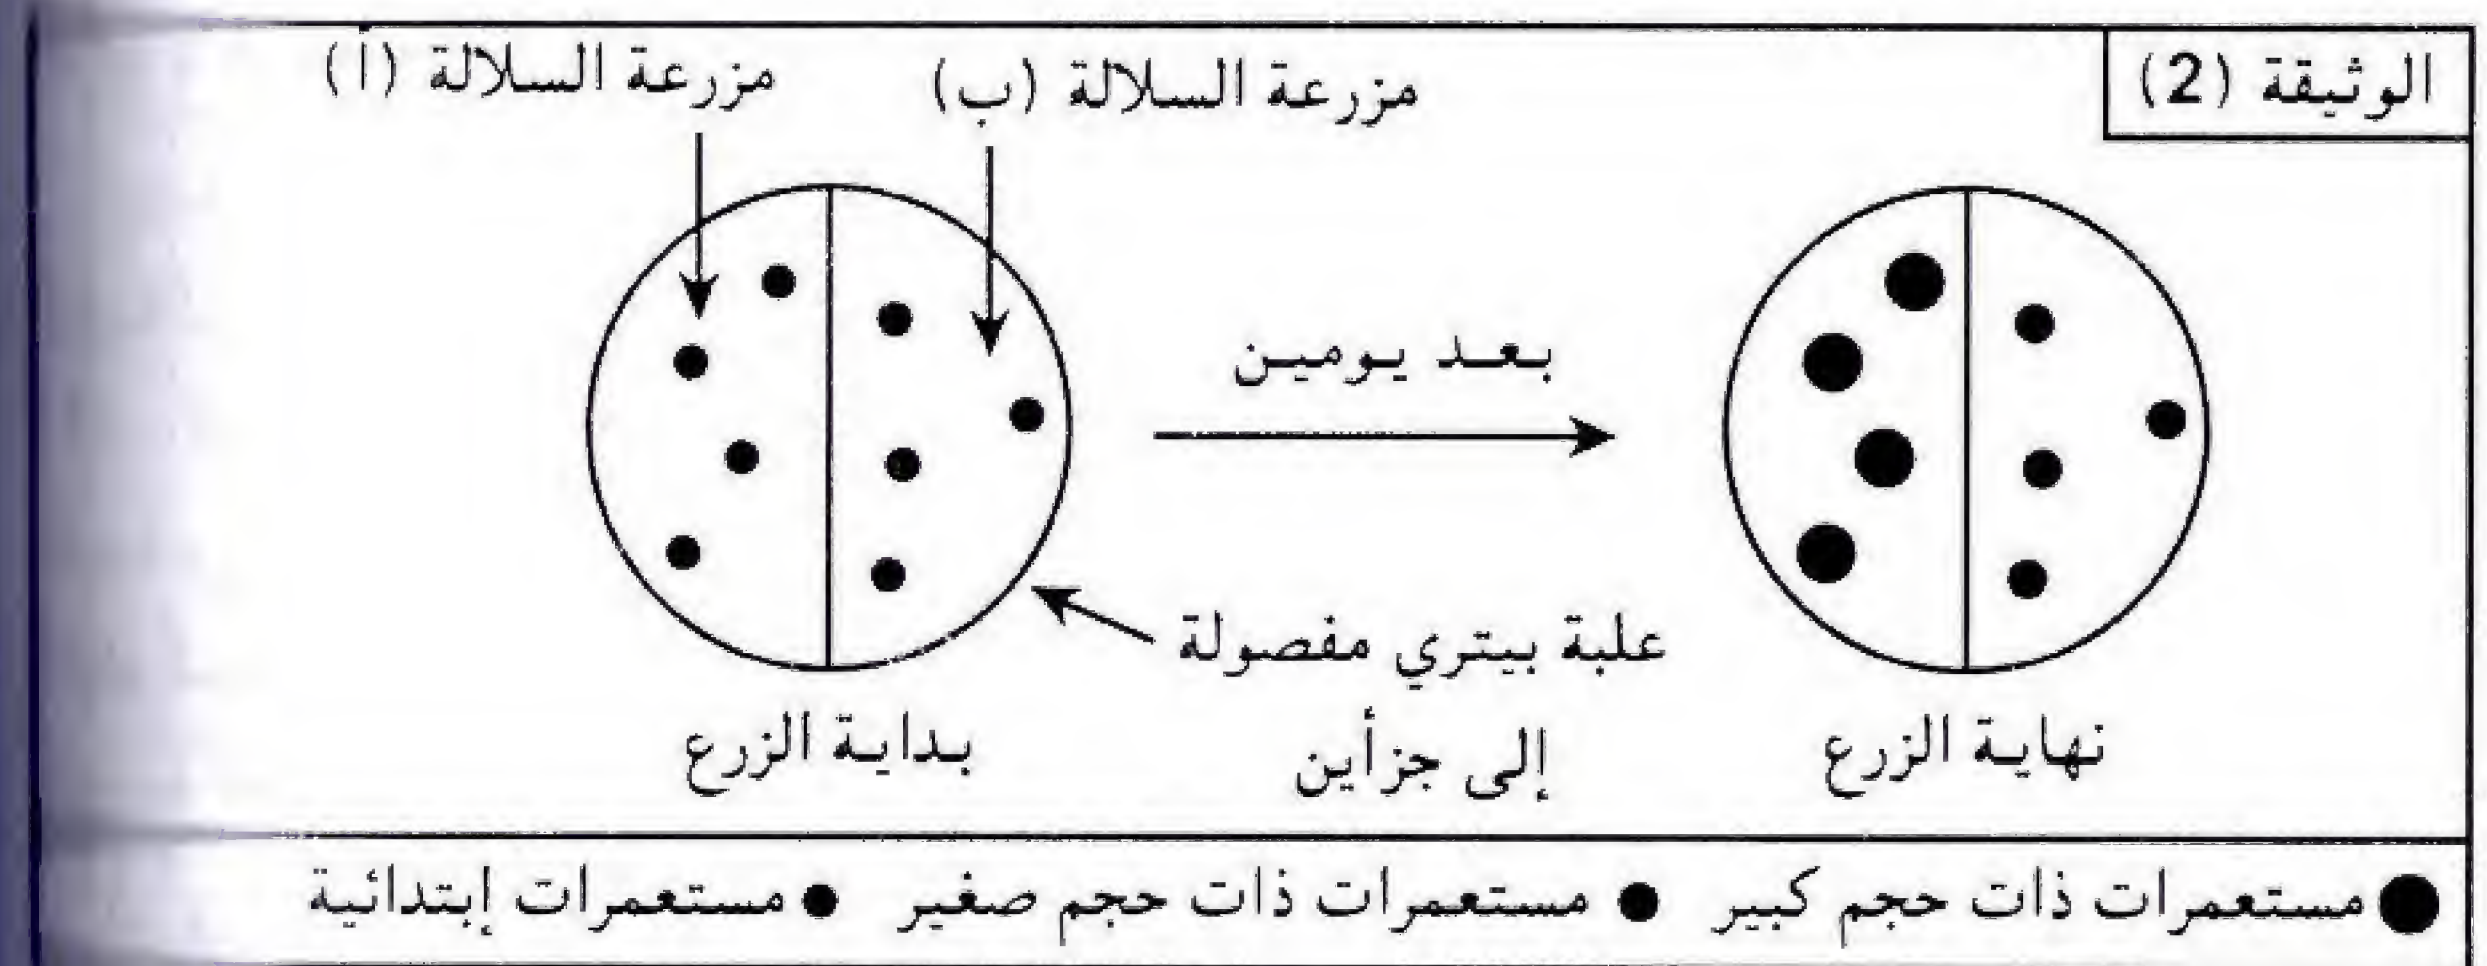 الوثيقة (2)
مزرعة السلالة (ب)
مزرعة السلالة (أ)
بعد يومين
علبة بيتري مفصولة
إلى جزأين
بداية الزرع
نهاية الزرع
مستعمرات ذات حجم كبير
مستعمرات ذات حجم صغير
مستعمرات إبتدائية